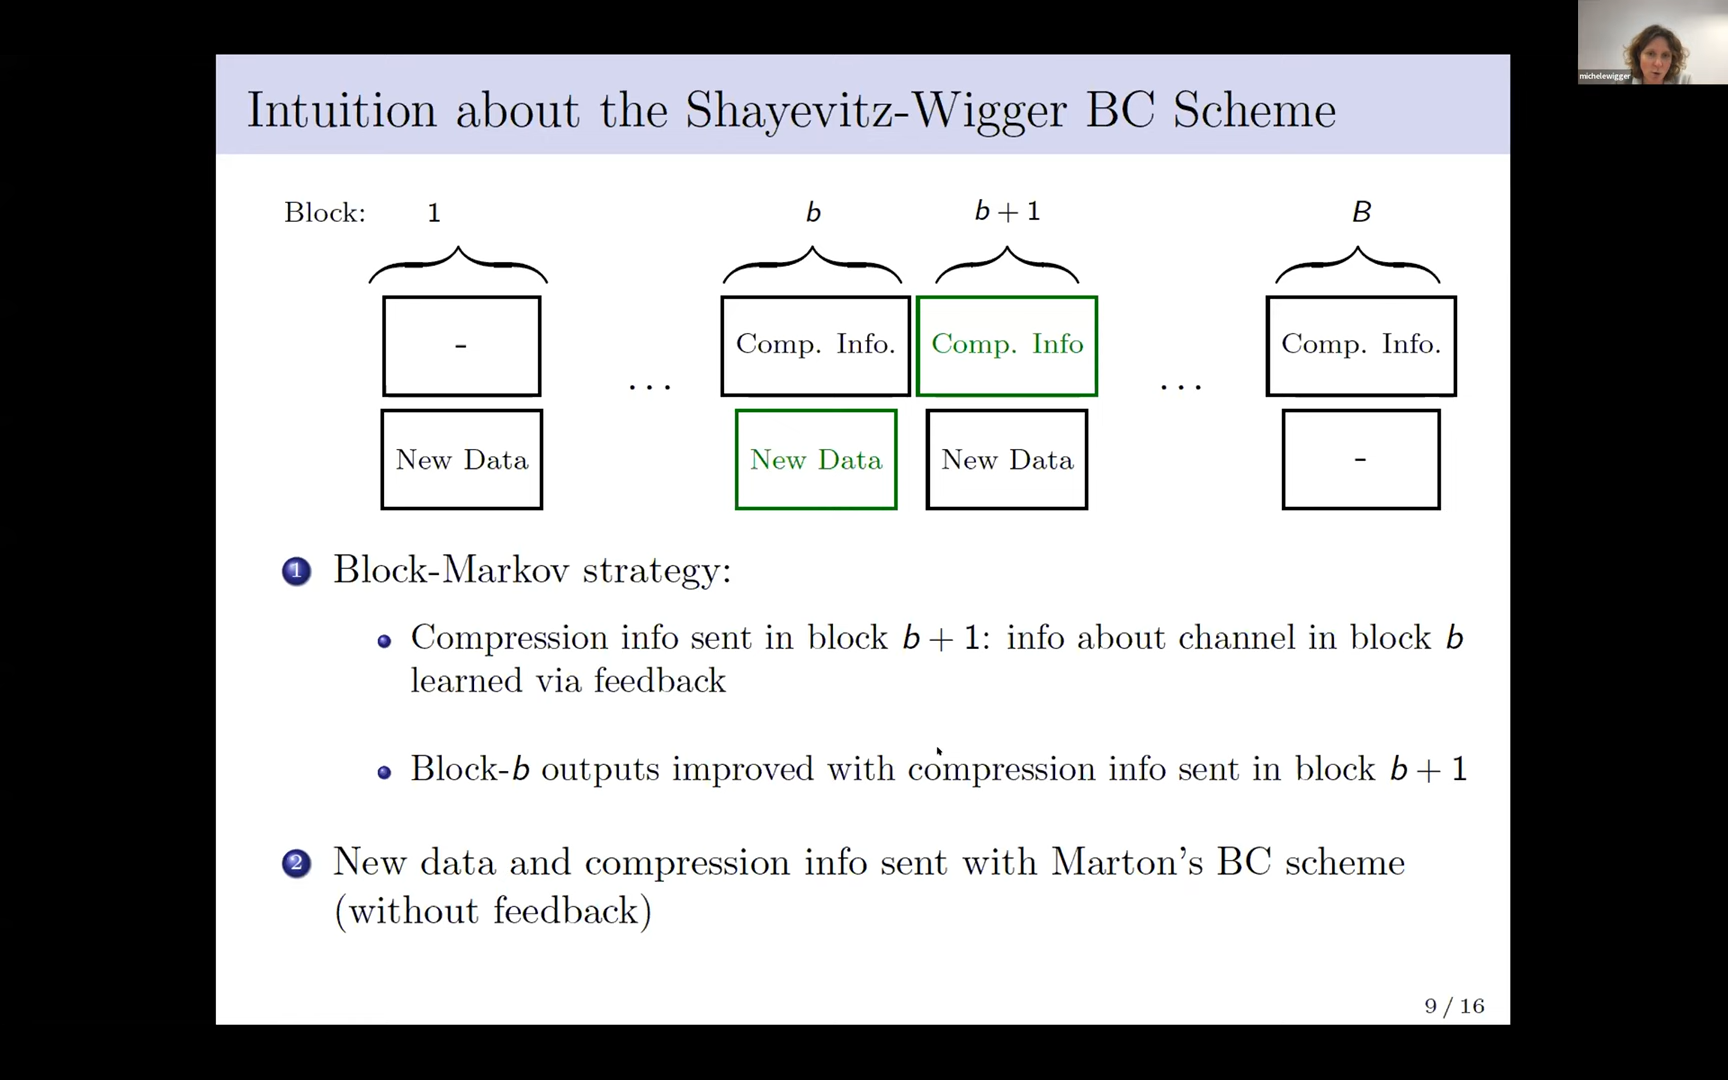 michelewigger
Intuition about the Shayevitz-Wigger BC Scheme
Block: 1 b b + 1 B
- Comp. Info. Comp. Info Comp. Info.
... ...
New Data New Data New Data -
1 Block-Markov strategy:
Compression info sent in block b + 1: info about channel in block b
learned via feedback
Block-b outputs improved with compression info sent in block b + 1
2 New data and compression info sent with Marton's BC scheme
(without feedback)
9 / 16